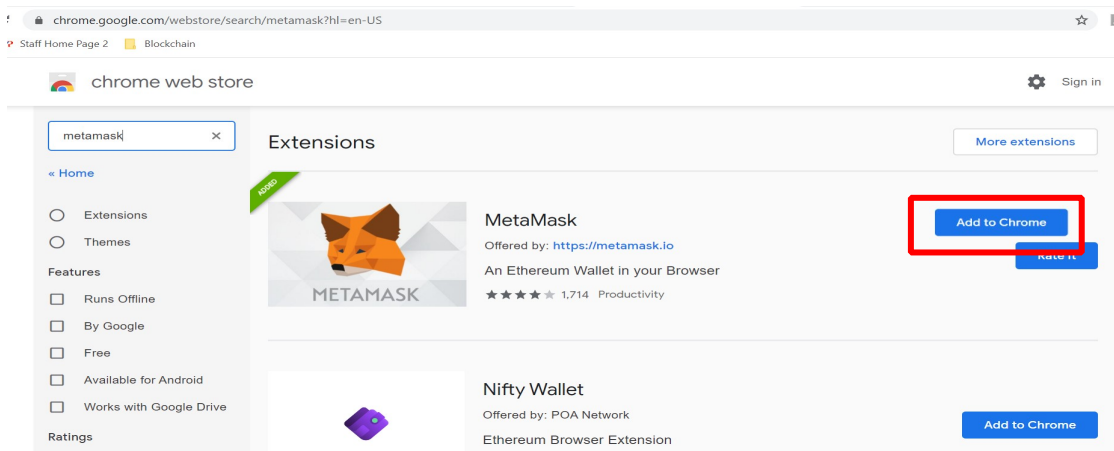 chrome.google.com/webstore/search/metamask?hl=en-US
Staff Home Page 2 Blockchain
chrome web store
Sign in
metamask
« Home
Extensions
Themes
Features
Runs Offline
By Google
Free
Available for Android
Works with Google Drive
Ratings
Extensions
More extensions
ADDED
METAMASK
MetaMask
Offered by: https://metamask.io
An Ethereum Wallet in your Browser
1,714 Productivity
Add to Chrome
Rate it
Nifty Wallet
Offered by: POA Network
Ethereum Browser Extension
Add to Chrome